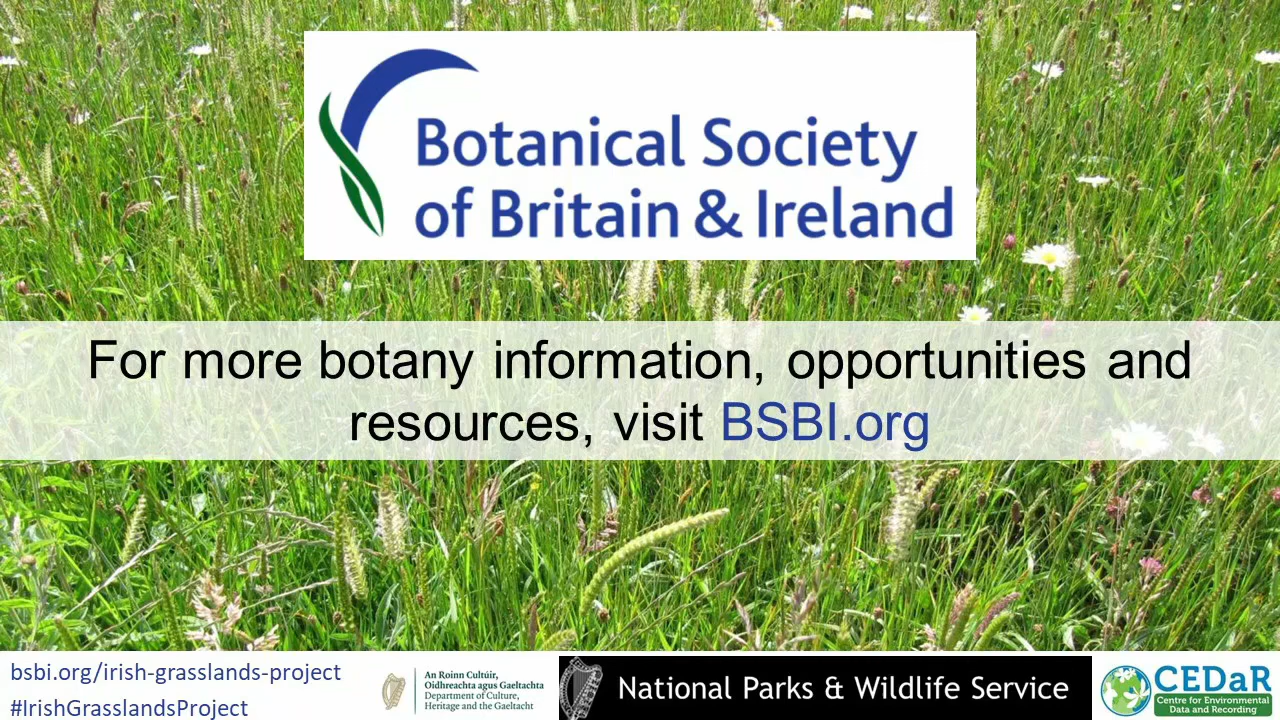 Botanical Society
of Britain & Ireland
For more botany information, opportunities and
resources, visit BSBI.org
bsbi.org/irish-grasslands-project
#IrishGrasslandsProject
An Roinn Cultúir,
Oidhreachta agus Gaeltachta
Department of Culture,
Heritage and the Gaeltacht
National Parks & Wildlife Service
CEDaR
Centre for Environmental
Data and Recording